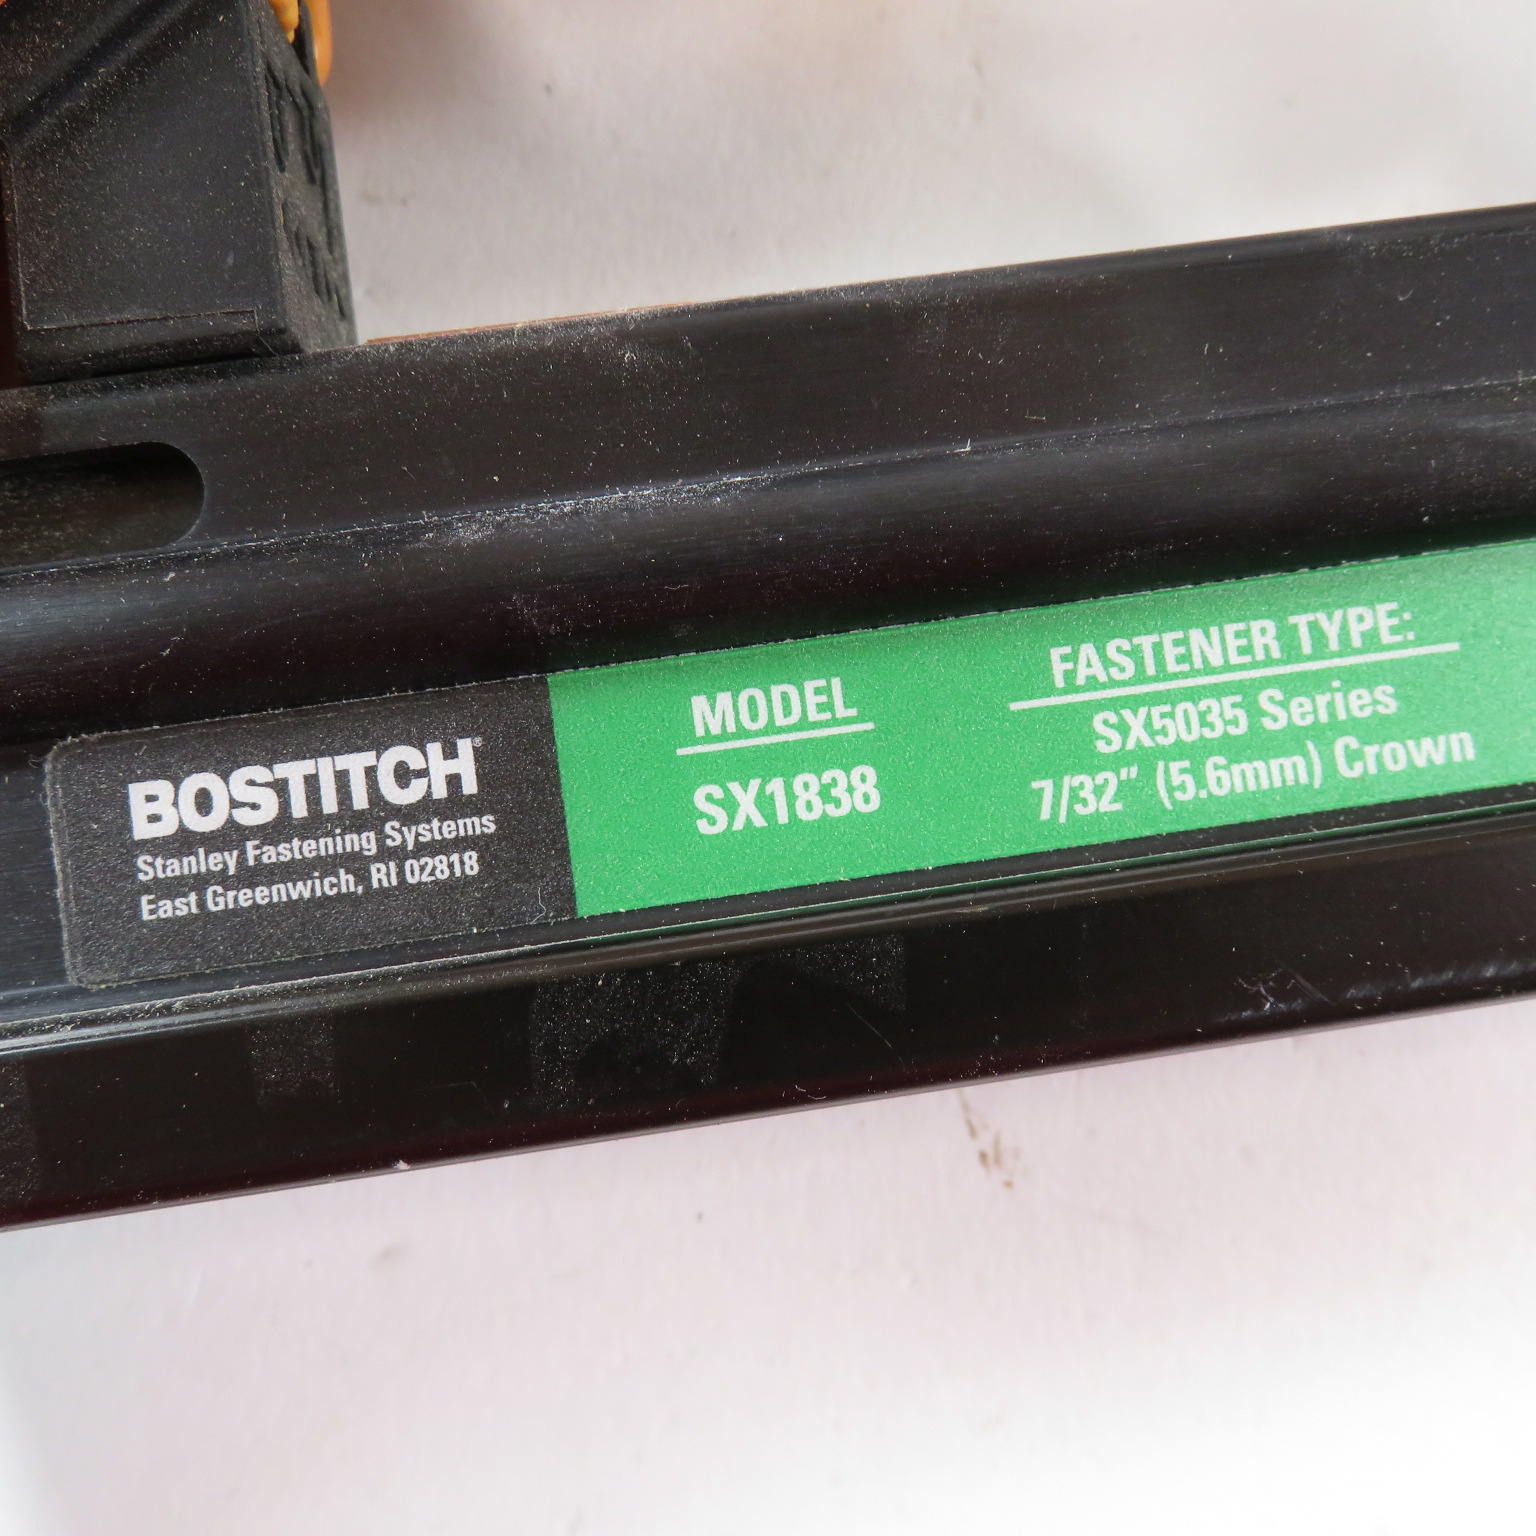 BOSTITCH®
Stanley Fastening Systems
East Greenwich, RI 02818
MODEL
SX1838
FASTENER TYPE:
SX5035 Series
7/32" (5.6mm) Crown